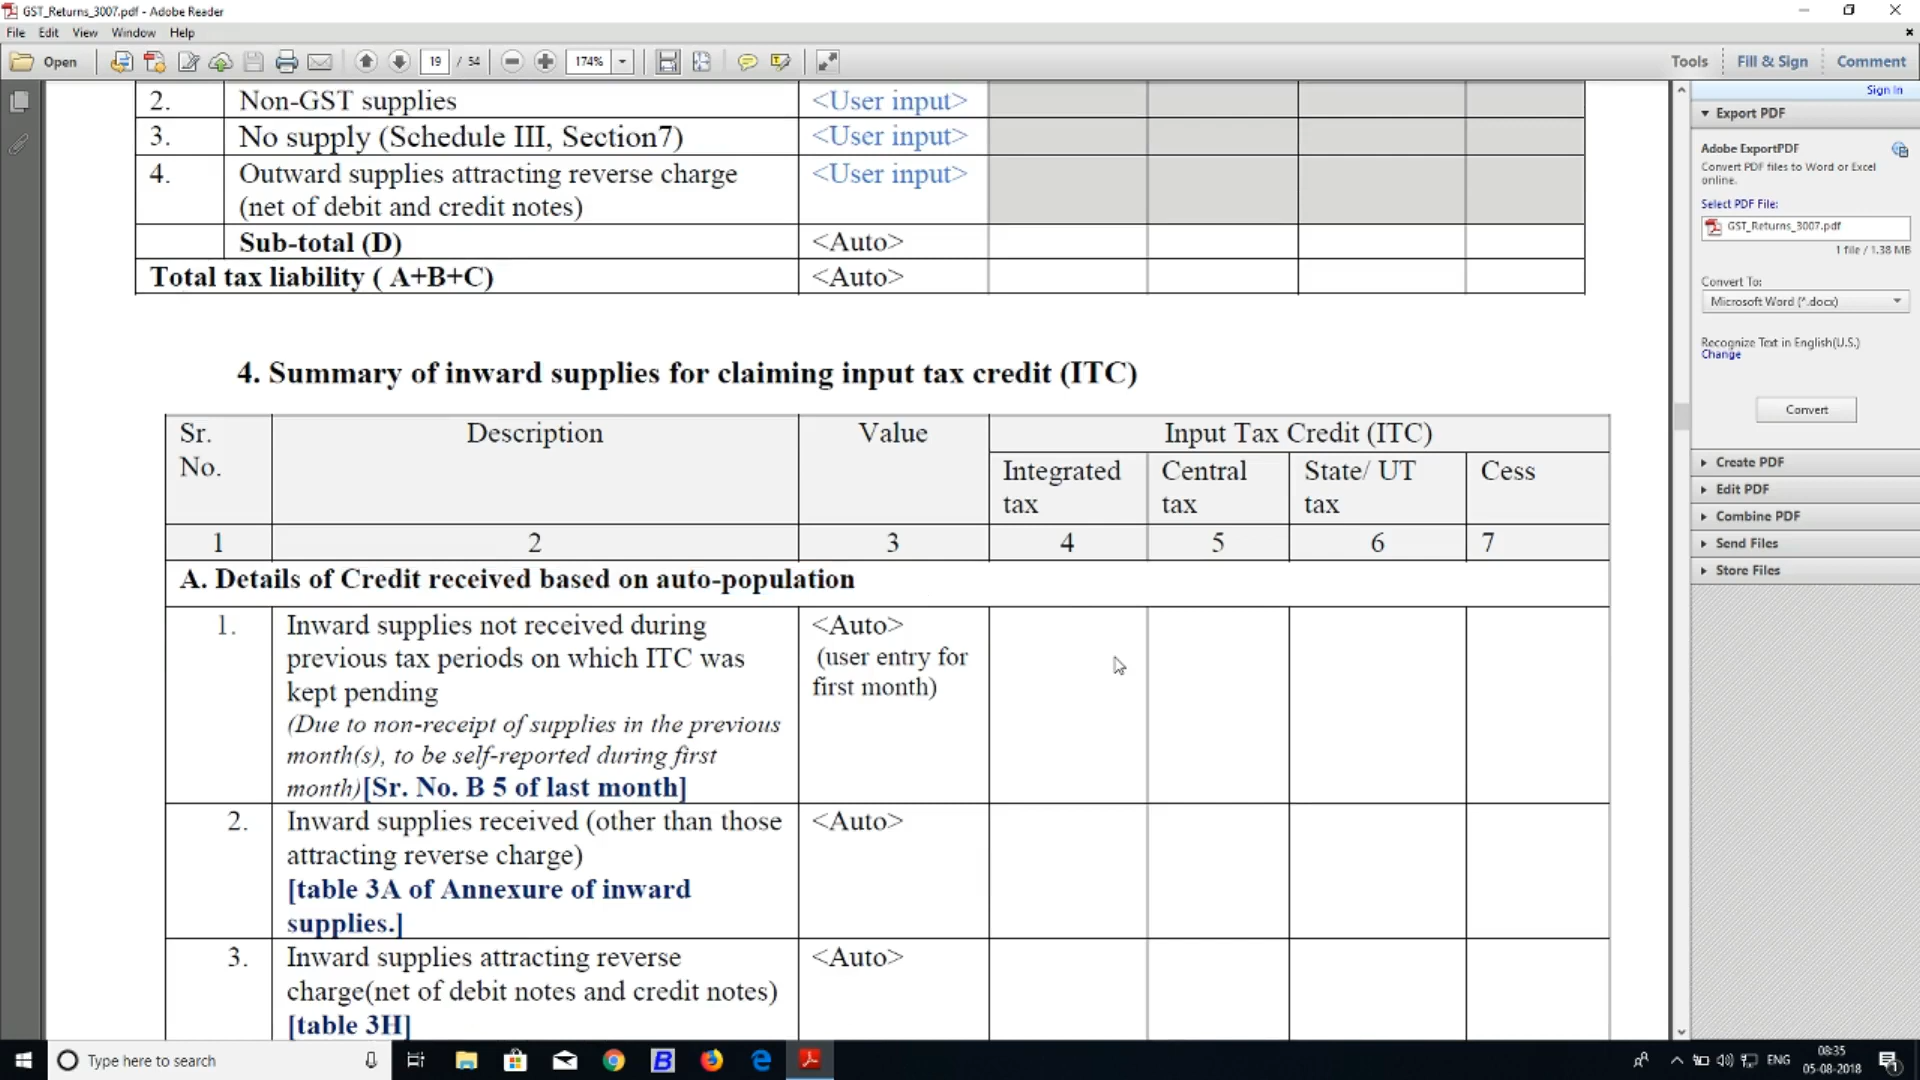 GST_Returns_3007.pdf - Adobe Reader
File Edit View Window Help
Open 19 / 54 174% Tools Fill & Sign Comment
2. Non-GST supplies <User input>
3. No supply (Schedule III, Section7) <User input>
4. Outward supplies attracting reverse charge <User input>
(net of debit and credit notes)
Sub-total (D) <Auto>
Total tax liability ( A+B+C) <Auto>
4. Summary of inward supplies for claiming input tax credit (ITC)
Sr. Description Value Input Tax Credit (ITC)
No. Integrated Central State/ UT Cess
tax tax tax
1 2 3 4 5 6 7
A. Details of Credit received based on auto-population
1. Inward supplies not received during <Auto>
previous tax periods on which ITC was (user entry for
kept pending first month)
(Due to non-receipt of supplies in the previous
month(s), to be self-reported during first
month)[Sr. No. B 5 of last month]
2. Inward supplies received (other than those <Auto>
attracting reverse charge)
[table 3A of Annexure of inward
supplies.]
3. Inward supplies attracting reverse <Auto>
charge(net of debit notes and credit notes)
[table 3H]
Sign In
Export PDF
Adobe ExportPDF
Convert PDF files to Word or Excel
online.
Select PDF File:
GST_Returns_3007.pdf
1 file / 1.38 MB
Convert To:
Microsoft Word (*.docx)
Recognize Text in English(U.S.)
Change
Convert
Create PDF
Edit PDF
Combine PDF
Send Files
Store Files
Type here to search
B
ENG
08:35
05-08-2018
1